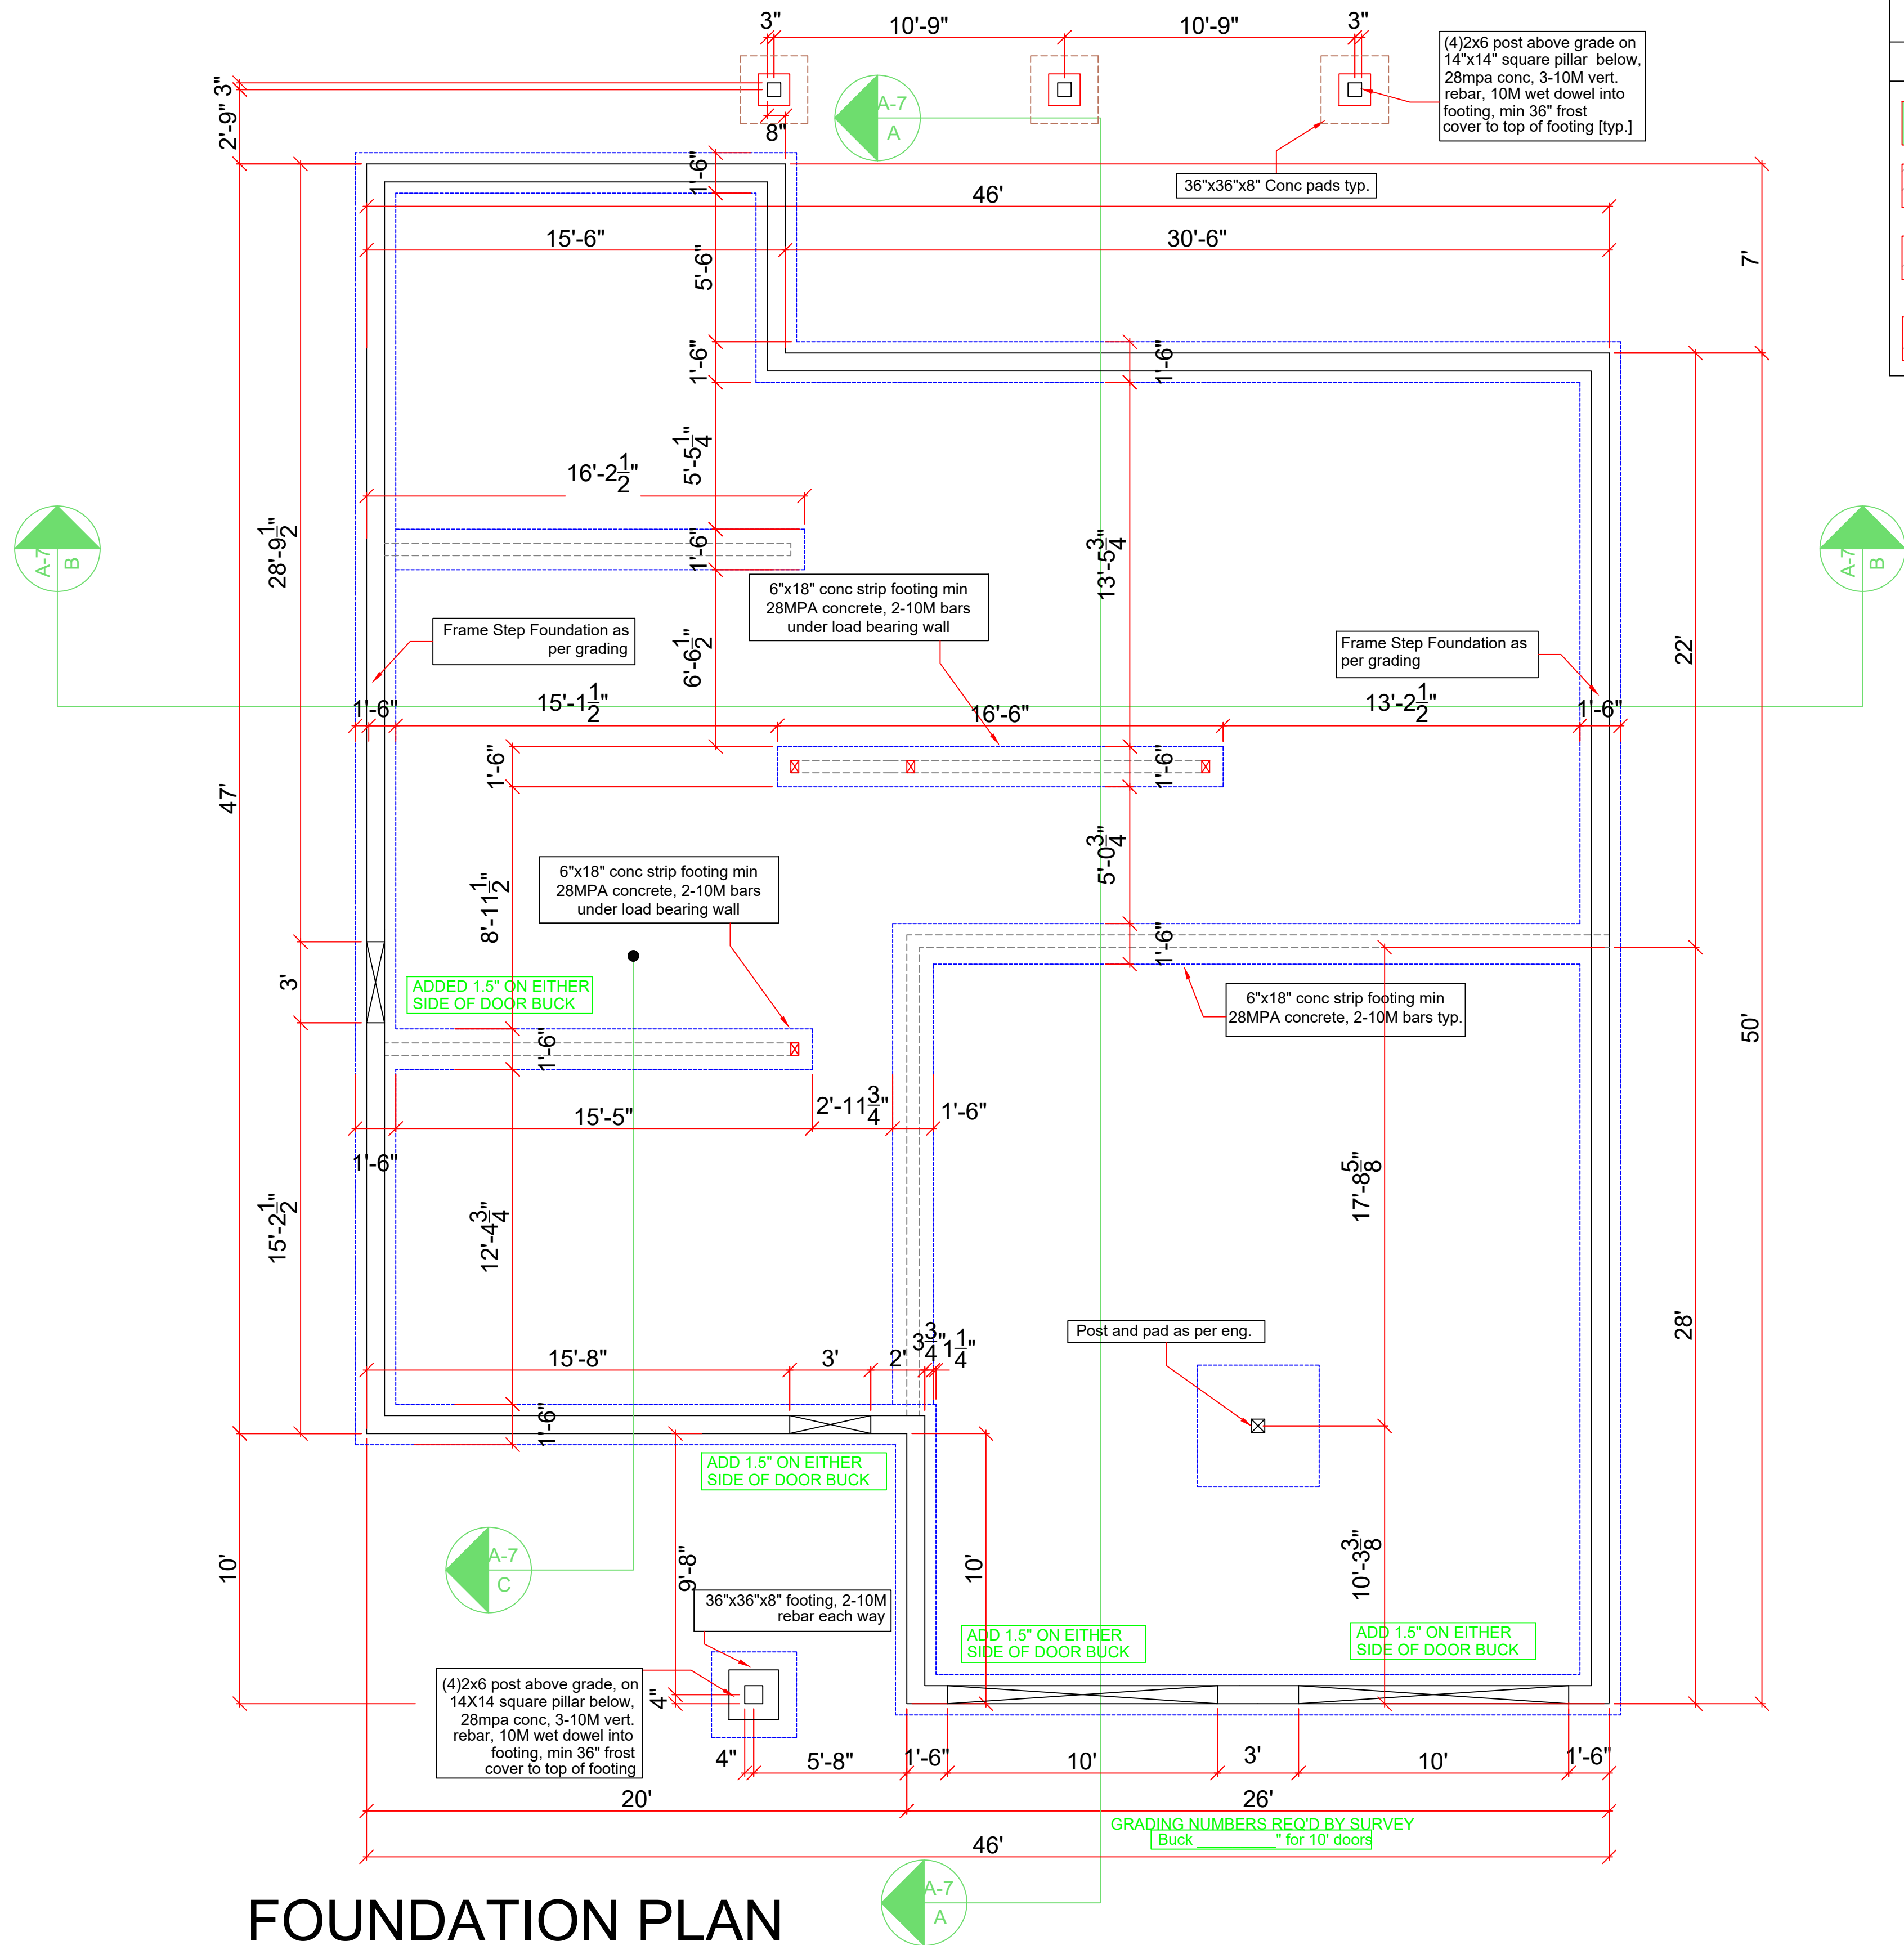 3" 10'-9" 10'-9" 3"
(4)2x6 post above grade on
14"x14" square pillar below,
28mpa conc, 3-10M vert.
rebar, 10M wet dowel into
footing, min 36" frost
cover to top of footing [typ.]
3"
2'-9"
A-7
A
8"
36"x36"x8" Conc pads typ.
1'-6"
46'
15'-6" 30'-6"
5'-6"
7'
1'-6" 1'-6"
5'-5 1/4"
16'-2 1/2"
28'-9 1/2"
A-7
B
1'-6"
13'-5 3/4"
A-7
B
6"x18" conc strip footing min
28MPA concrete, 2-10M bars
under load bearing wall
Frame Step Foundation as
per grading
6'-6 1/2"
Frame Step Foundation as
per grading
22'
1'-6" 15'-1 1/2" 16'-6" 13'-2 1/2" 1'-6"
47'
1'-6" 1'-6"
5'-0 3/4"
6"x18" conc strip footing min
28MPA concrete, 2-10M bars
under load bearing wall
8'-11 1/2"
1'-6"
3'
ADDED 1.5" ON EITHER
SIDE OF DOOR BUCK
6"x18" conc strip footing min
28MPA concrete, 2-10M bars typ.
50'
1'-6"
15'-5" 2'-11 3/4" 1'-6"
1'-6"
15'-2 1/2"
12'-4 3/4"
17'-8 5/8"
28'
Post and pad as per eng.
15'-8" 3' 2' 3 3/4" 1 1/4"
1'-6"
ADD 1.5" ON EITHER
SIDE OF DOOR BUCK
10'
A-7
C
9'-8"
10'
10'-3 3/8"
36"x36"x8" footing, 2-10M
rebar each way
ADD 1.5" ON EITHER
SIDE OF DOOR BUCK
ADD 1.5" ON EITHER
SIDE OF DOOR BUCK
(4)2x6 post above grade, on
14X14 square pillar below,
28mpa conc, 3-10M vert.
rebar, 10M wet dowel into
footing, min 36" frost
cover to top of footing
4"
4" 5'-8" 1'-6" 10' 3' 10' 1'-6"
20' 26'
GRADING NUMBERS REQ'D BY SURVEY
Buck _________" for 10' doors
46'
A-7
A
FOUNDATION PLAN